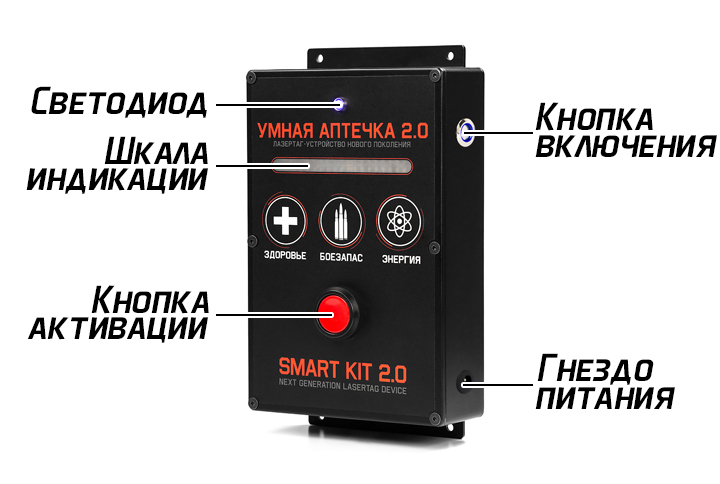 Светодиод
Шкала
индикации
Кнопка
активации
Кнопка
включения
Гнездо
питания
УМНАЯ АПТЕЧКА 2.0
ЛАЗЕРТАГ-УСТРОЙСТВО НОВОГО ПОКОЛЕНИЯ
ЗДОРОВЬЕ БОЕЗАПАС ЭНЕРГИЯ
SMART KIT 2.0
NEXT GENERATION LASERTAG DEVICE